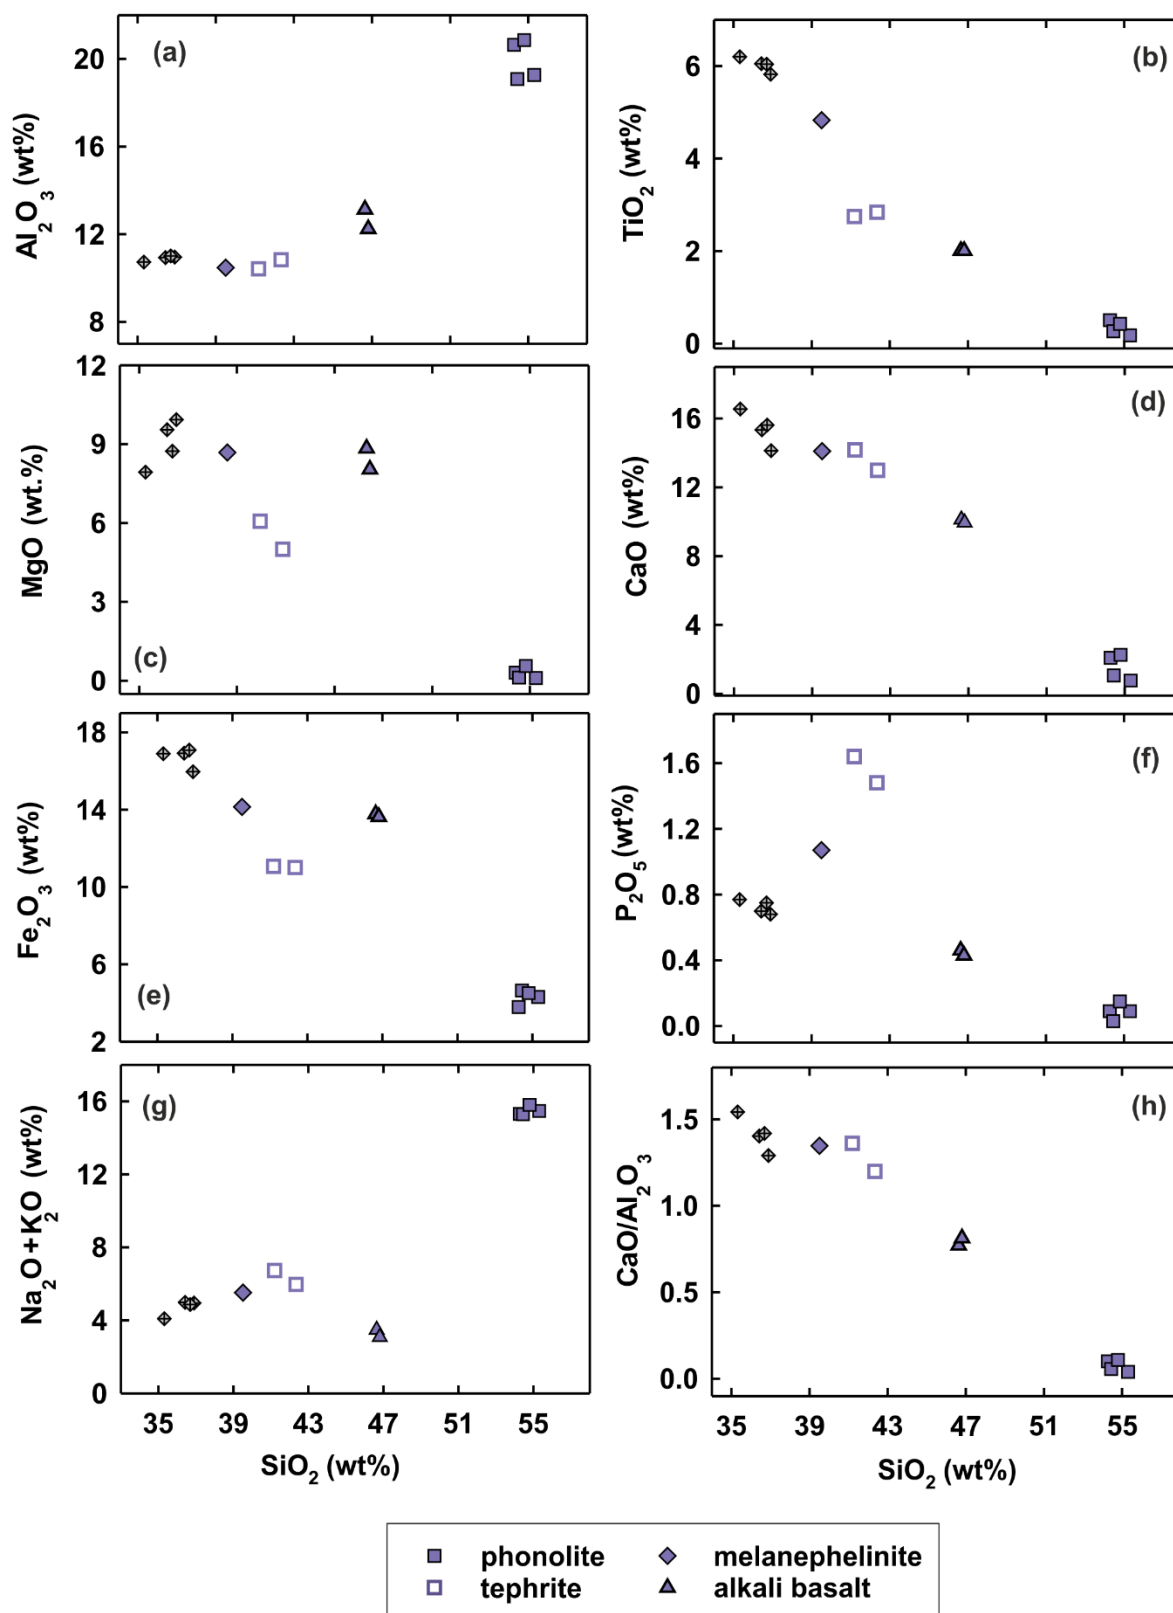 (a)
20
16
12
8
Al2O3 (wt%)
(b)
6
4
2
0
TiO2 (wt%)
12
9
6
3
0
MgO (wt.%)
(c)
(d)
16
12
8
4
0
CaO (wt%)
18
14
10
6
2
Fe2O3 (wt%)
(e)
(f)
1.6
1.2
0.8
0.4
0.0
P2O5 (wt%)
(g)
16
12
8
4
0
Na2O+K2O (wt%)
35 39 43 47 51 55
SiO2 (wt%)
(h)
1.5
1.0
0.5
0.0
CaO/Al2O3
35 39 43 47 51 55
SiO2 (wt%)
phonolite melanephelinite
tephrite alkali basalt